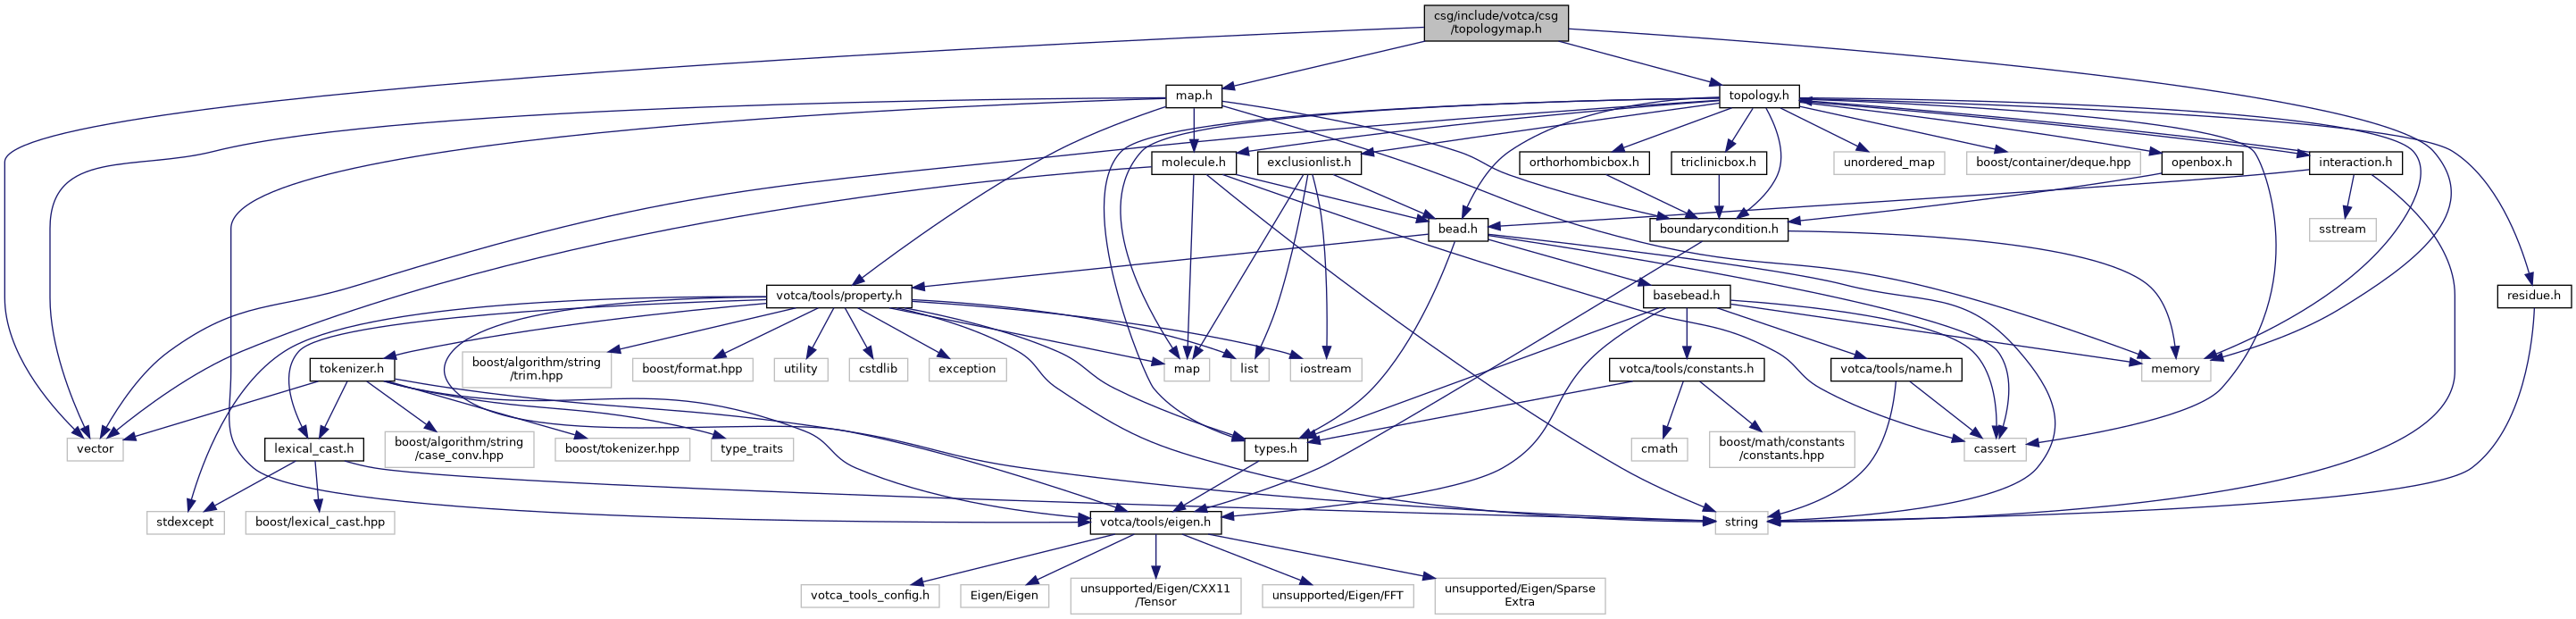 csg/include/votca/csg
/topologymap.h
map.h
topology.h
molecule.h
exclusionlist.h
orthorhombicbox.h
triclinicbox.h
unordered_map
boost/container/deque.hpp
openbox.h
interaction.h
bead.h
boundarycondition.h
sstream
votca/tools/property.h
basebead.h
residue.h
tokenizer.h
boost/algorithm/string
/trim.hpp
boost/format.hpp
utility
cstdlib
exception
map
list
iostream
votca/tools/constants.h
votca/tools/name.h
memory
vector
lexical_cast.h
boost/algorithm/string
/case_conv.hpp
boost/tokenizer.hpp
type_traits
types.h
cmath
boost/math/constants
/constants.hpp
cassert
stdexcept
boost/lexical_cast.hpp
votca/tools/eigen.h
string
votca_tools_config.h
Eigen/Eigen
unsupported/Eigen/CXX11
/Tensor
unsupported/Eigen/FFT
unsupported/Eigen/Sparse
Extra